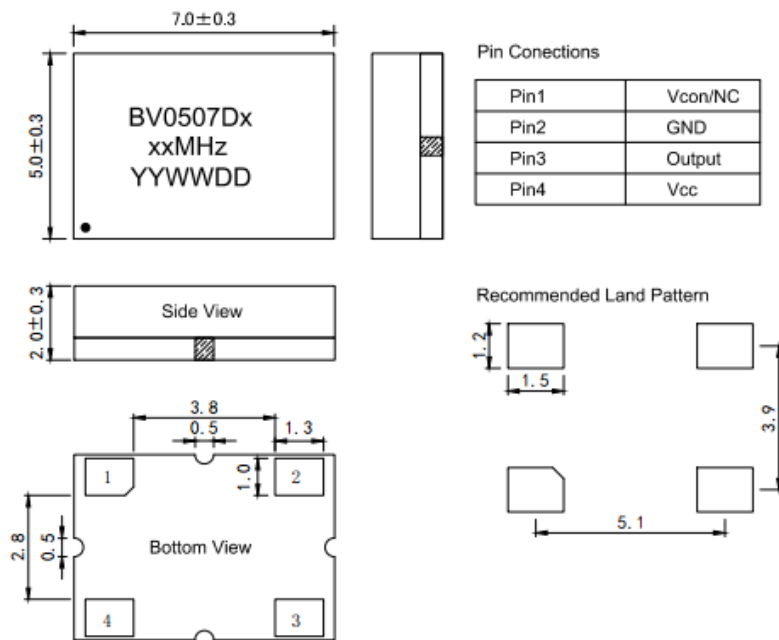 7.0±0.3
5.0±0.3
BV0507Dx
xxMHz
YYWWDD
Pin Conections
Pin1 Vcon/NC
Pin2 GND
Pin3 Output
Pin4 Vcc
2.0±0.3
Side View
Recommended Land Pattern
1.2
1.5
3.9
5.1
3.8
0.5
1.3
1
1.0
2
2.8
0.5
Bottom View
4
3